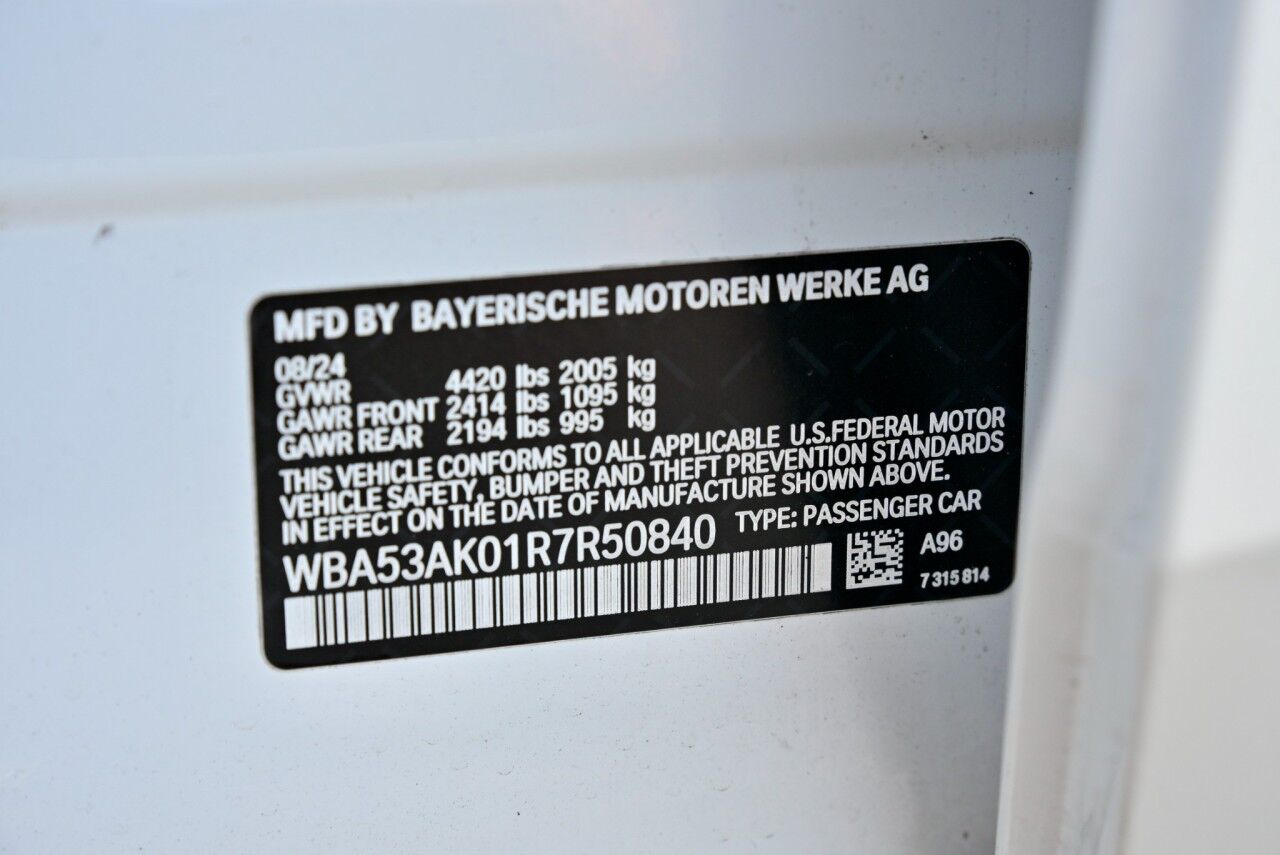 MFD BY BAYERISCHE MOTOREN WERKE AG
08/24
GVWR 4420 lbs 2005 kg
GAWR FRONT 2414 lbs 1095 kg
GAWR REAR 2194 lbs 995 kg
THIS VEHICLE CONFORMS TO ALL APPLICABLE U.S.FEDERAL MOTOR
VEHICLE SAFETY, BUMPER AND THEFT PREVENTION STANDARDS
IN EFFECT ON THE DATE OF MANUFACTURE SHOWN ABOVE.
WBA53AK01R7R50840 TYPE: PASSENGER CAR
A96
7 315 814